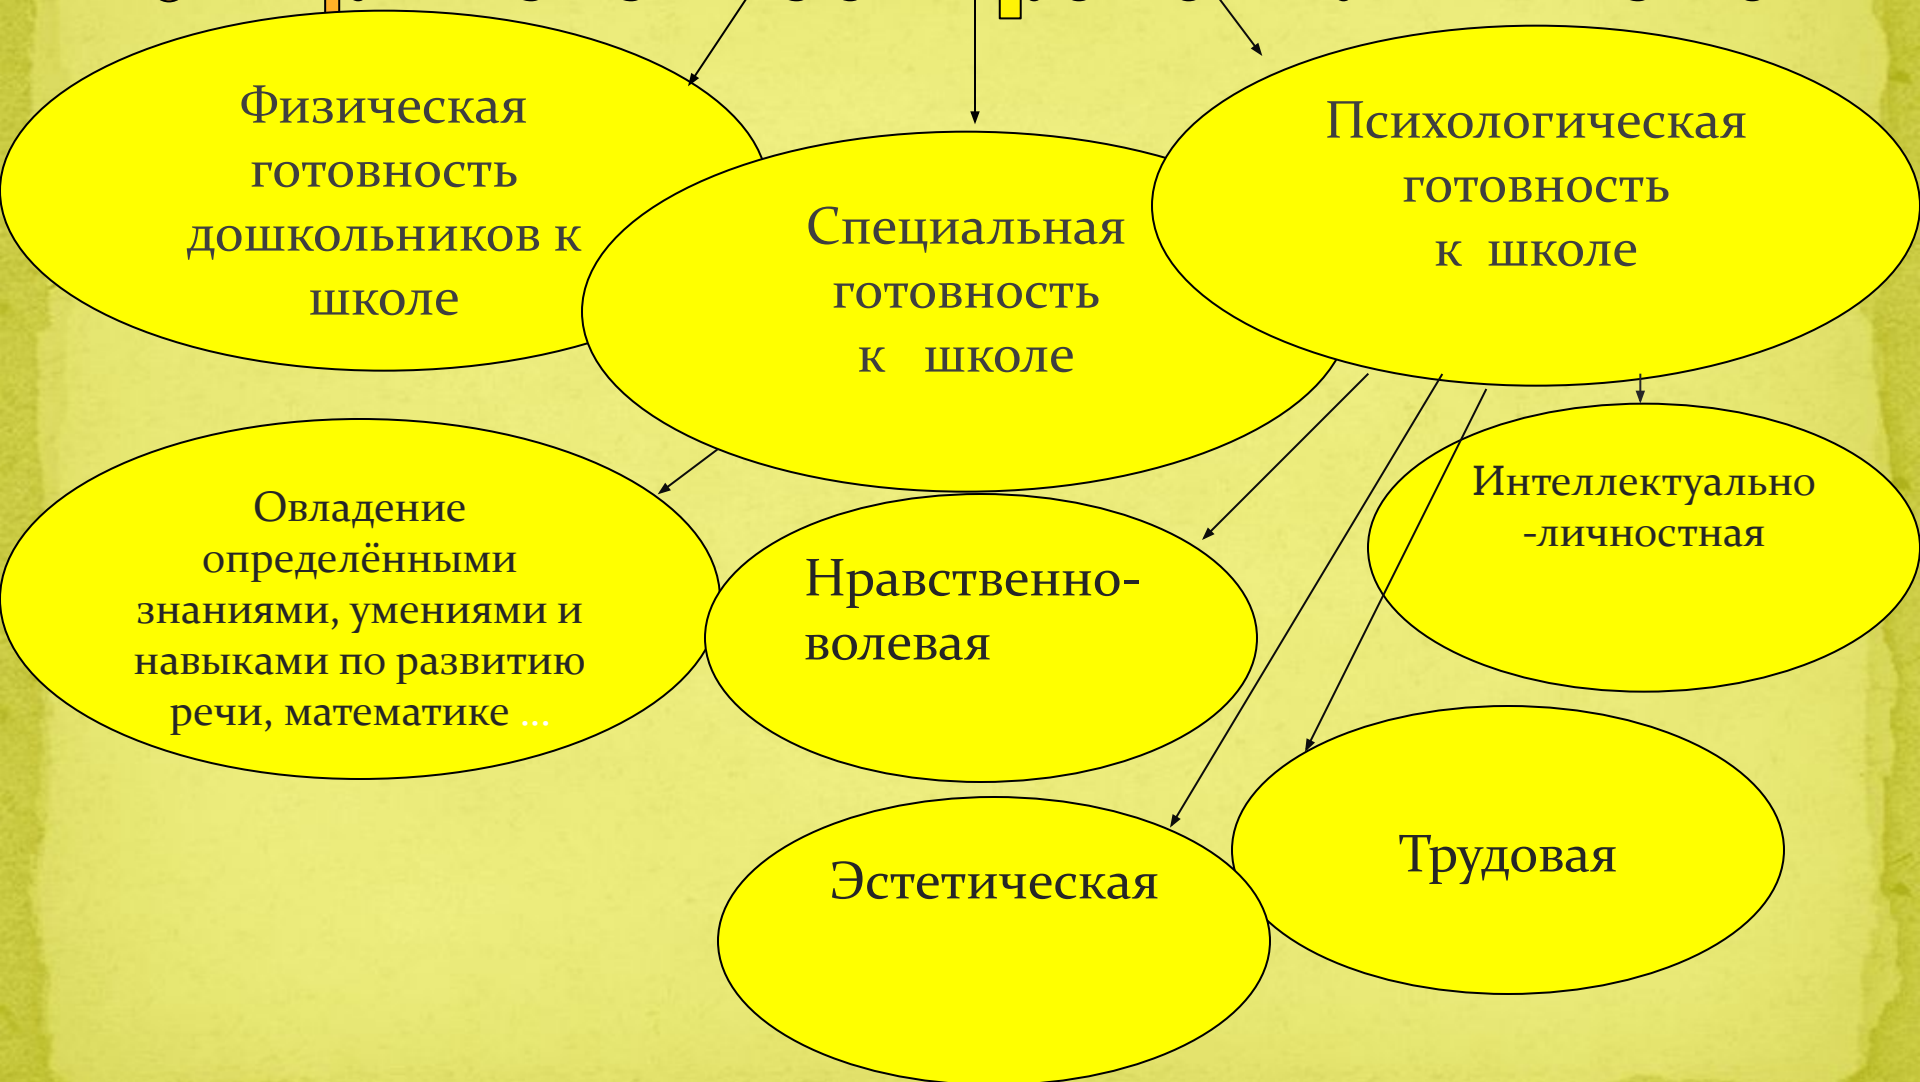 Физическая
готовность
дошкольников к
школе
Специальная
готовность
к школе
Психологическая
готовность
к школе
Овладение
определёнными
знаниями, умениями и
навыками по развитию
речи, математике ...
Нравственно-
волевая
Интеллектуально
-личностная
Эстетическая
Трудовая